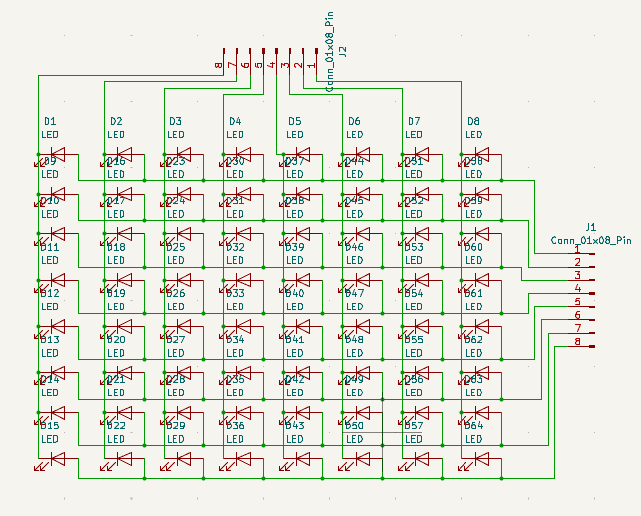 Conn_01x08_Pin
J2
8 7 6 5 4 3 2 1
D1 D2 D3 D4 D5 D6 D7 D8
LED LED LED LED LED LED LED LED
D9 D16 D23 D30 D37 D44 D51 D58
LED LED LED LED LED LED LED LED
D10 D17 D24 D31 D38 D45 D52 D59
LED LED LED LED LED LED LED LED
D11 D18 D25 D32 D39 D46 D53 D60
LED LED LED LED LED LED LED LED
D12 D19 D26 D33 D40 D47 D54 D61
LED LED LED LED LED LED LED LED
D13 D20 D27 D34 D41 D48 D55 D62
LED LED LED LED LED LED LED LED
D14 D21 D28 D35 D42 D49 D56 D63
LED LED LED LED LED LED LED LED
D15 D22 D29 D36 D43 D50 D57 D64
LED LED LED LED LED LED LED LED
J1
Conn_01x08_Pin
1
2
3
4
5
6
7
8